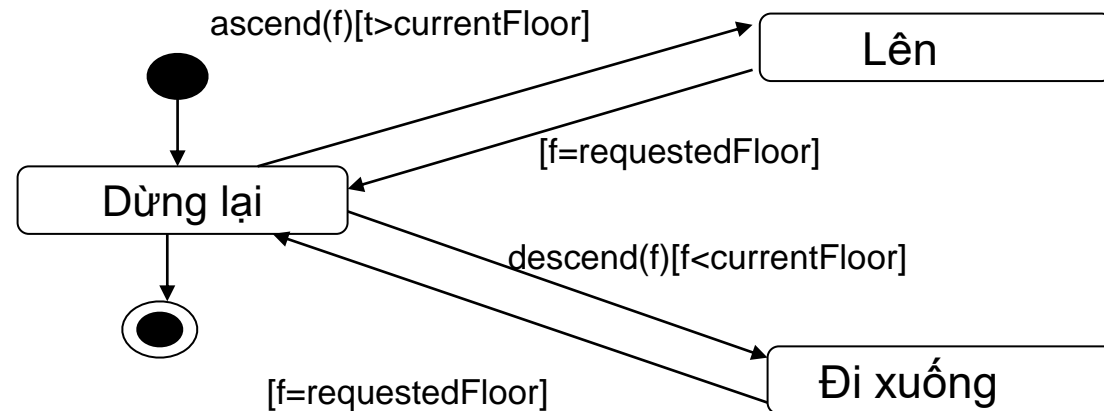 ascend(f)[t>currentFloor]
Lên
[f=requestedFloor]
Dừng lại
descend(f)[f<currentFloor]
Đi xuống
[f=requestedFloor]